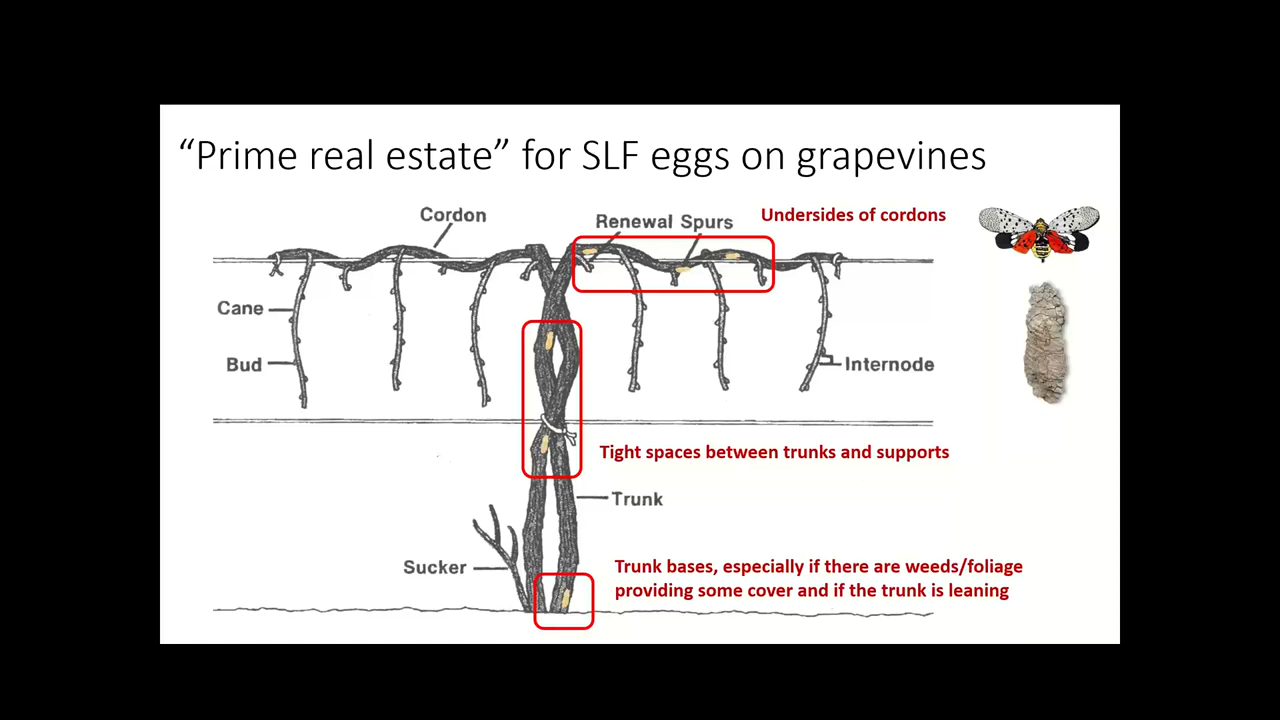 “Prime real estate” for SLF eggs on grapevines
Cordon
Renewal Spurs
Undersides of cordons
Cane
Bud
Internode
Tight spaces between trunks and supports
Trunk
Sucker
Trunk bases, especially if there are weeds/foliage
providing some cover and if the trunk is leaning